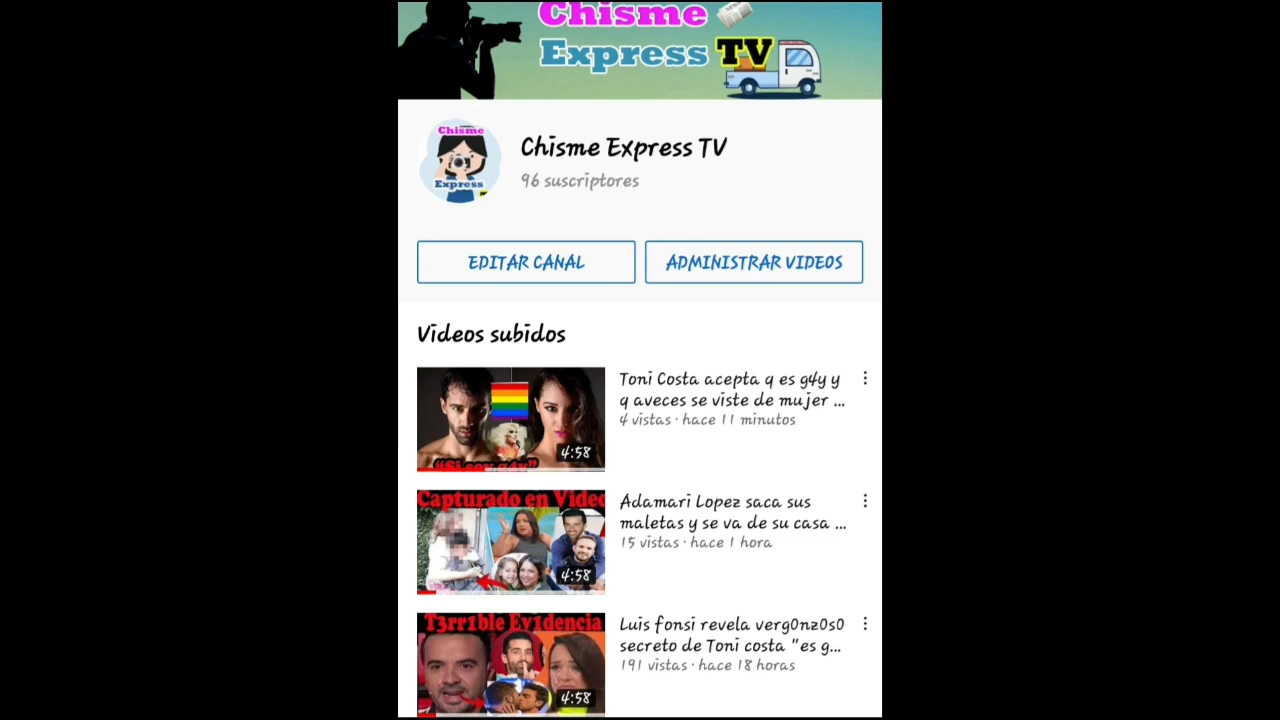 Chisme
Express TV
Chisme
Express
Chisme Express TV
96 suscriptores
EDITAR CANAL
ADMINISTRAR VIDEOS
Videos subidos
Toni Costa acepta q es g4y y
q aveces se viste de mujer ...
4 vistas · hace 11 minutos
"Si soy g4y"
4:58
Capturado en Video
Adamari Lopez saca sus
maletas y se va de su casa ...
15 vistas · hace 1 hora
4:58
T3rr1ble Ev1dencia
Luis fonsi revela verg0nz0s0
secreto de Toni costa "es g...
191 vistas · hace 18 horas
4:58